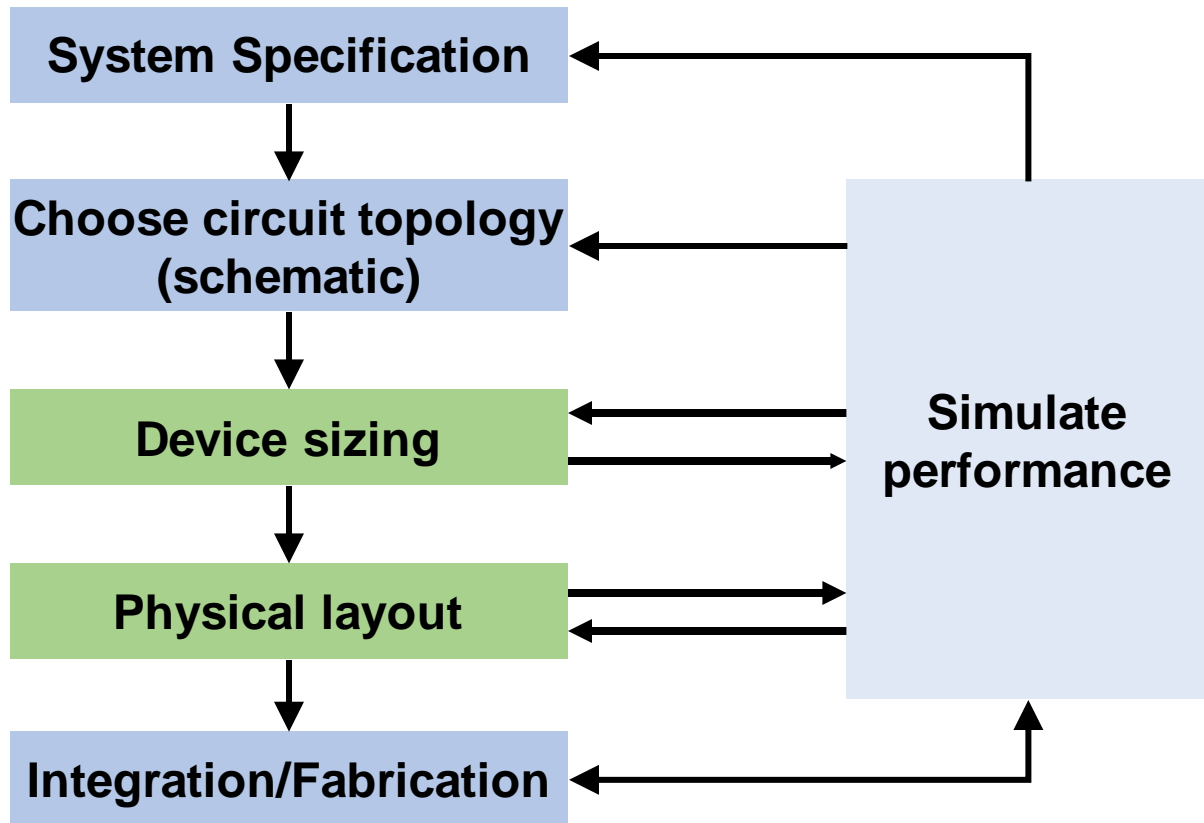 System Specification
Choose circuit topology
(schematic)
Device sizing
Simulate
performance
Physical layout
Integration/Fabrication